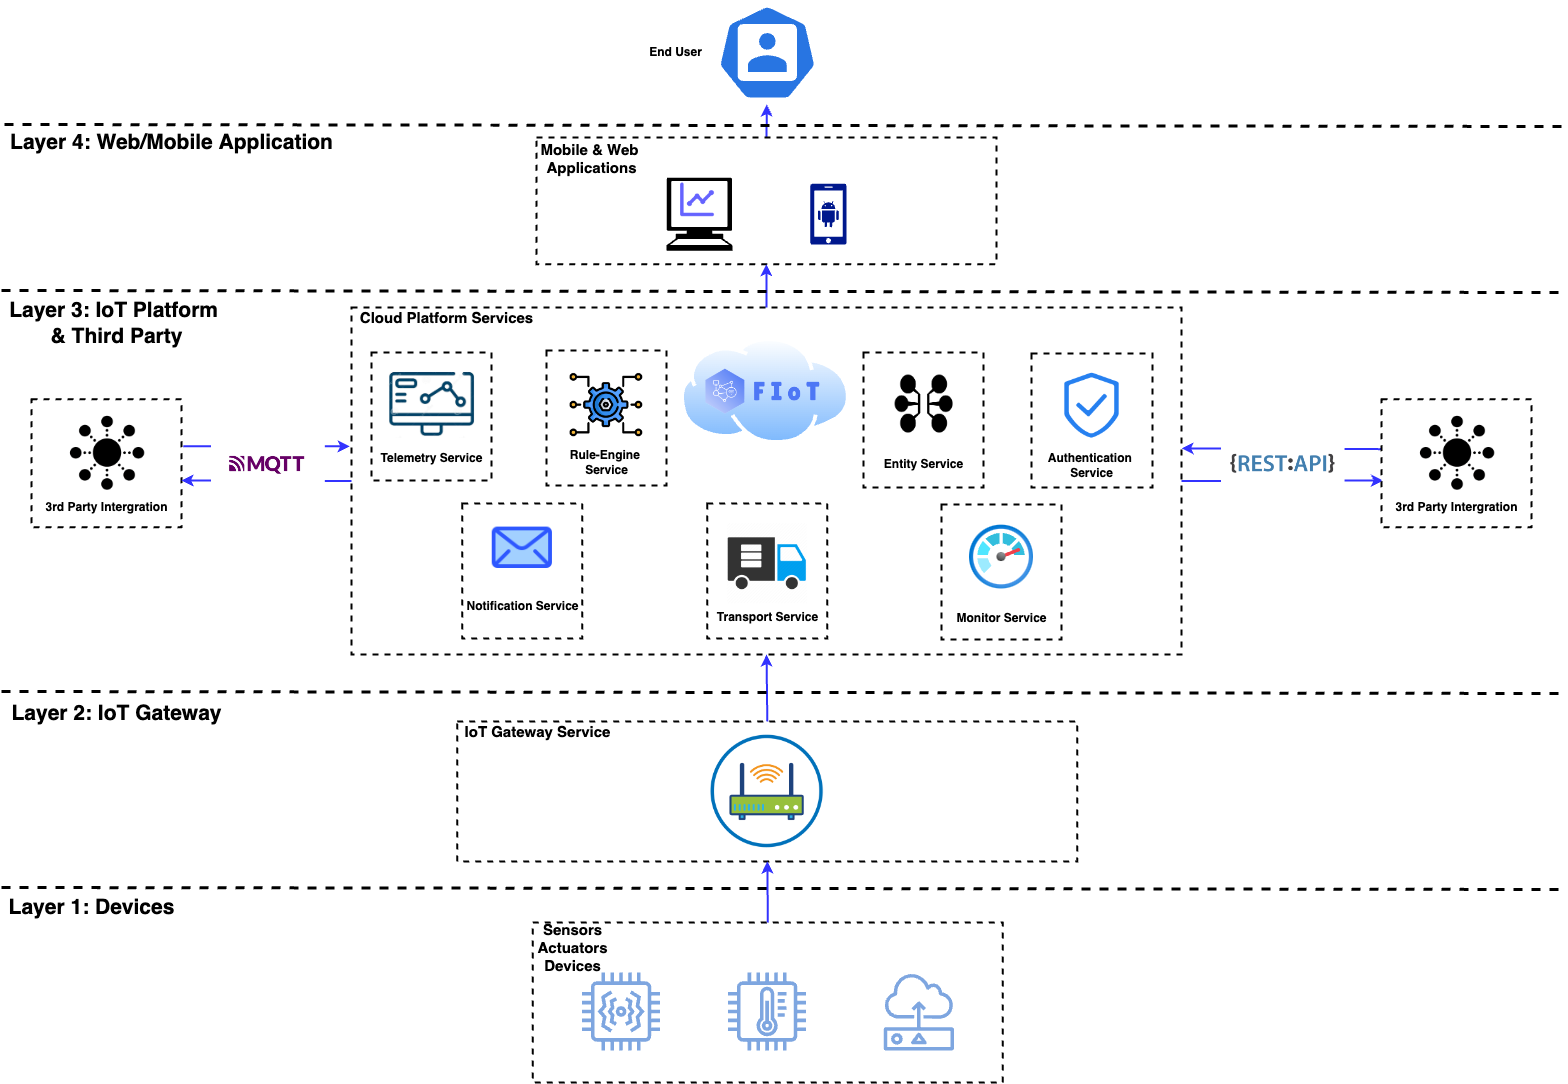 End User
Layer 4: Web/Mobile Application
Mobile & Web
Applications
Layer 3: IoT Platform
& Third Party
Cloud Platform Services
FIoT
Telemetry Service
Rule-Engine
Service
Entity Service
Authentication
Service
3rd Party Intergration
MQTT
{REST:API}
3rd Party Intergration
Notification Service
Transport Service
Monitor Service
Layer 2: IoT Gateway
IoT Gateway Service
Layer 1: Devices
Sensors
Actuators
Devices